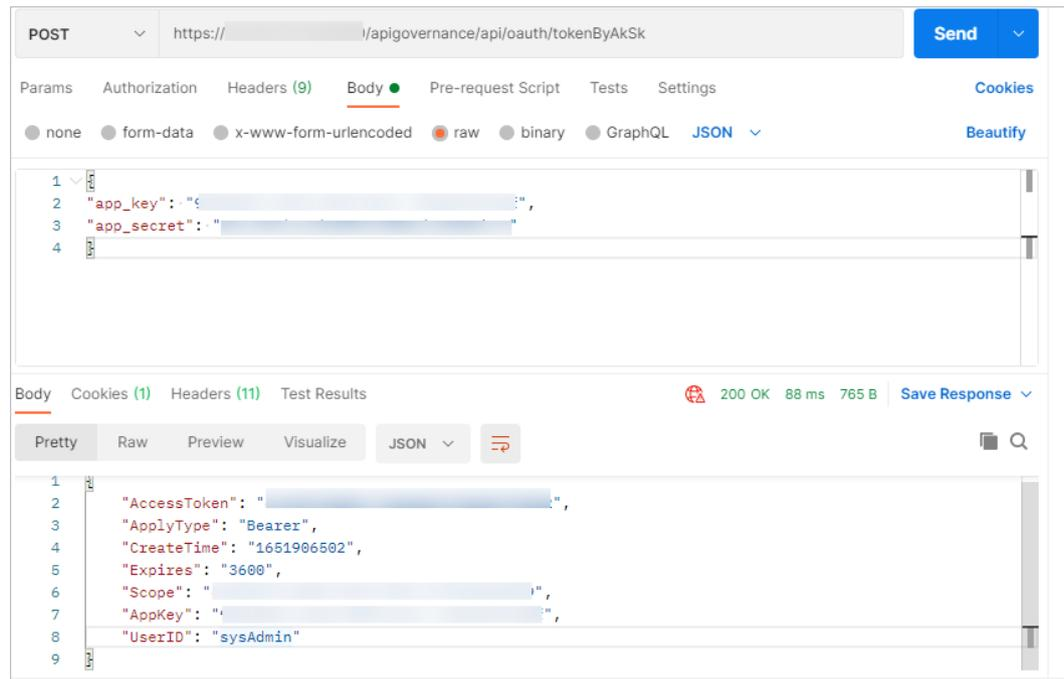 POST https:// /apigovernance/api/oauth/tokenByAkSk Send
Params Authorization Headers (9) Body Pre-request Script Tests Settings Cookies
none form-data x-www-form-urlencoded raw binary GraphQL JSON Beautify
1 {
2 "app_key": "9 ",
3 "app_secret": " "
4 }
Body Cookies (1) Headers (11) Test Results 200 OK 88 ms 765 B Save Response
Pretty Raw Preview Visualize JSON
1 {
2 "AccessToken": " ",
3 "ApplyType": "Bearer",
4 "CreateTime": "1651906502",
5 "Expires": "3600",
6 "Scope": " ",
7 "AppKey": " ",
8 "UserID": "sysAdmin"
9 }